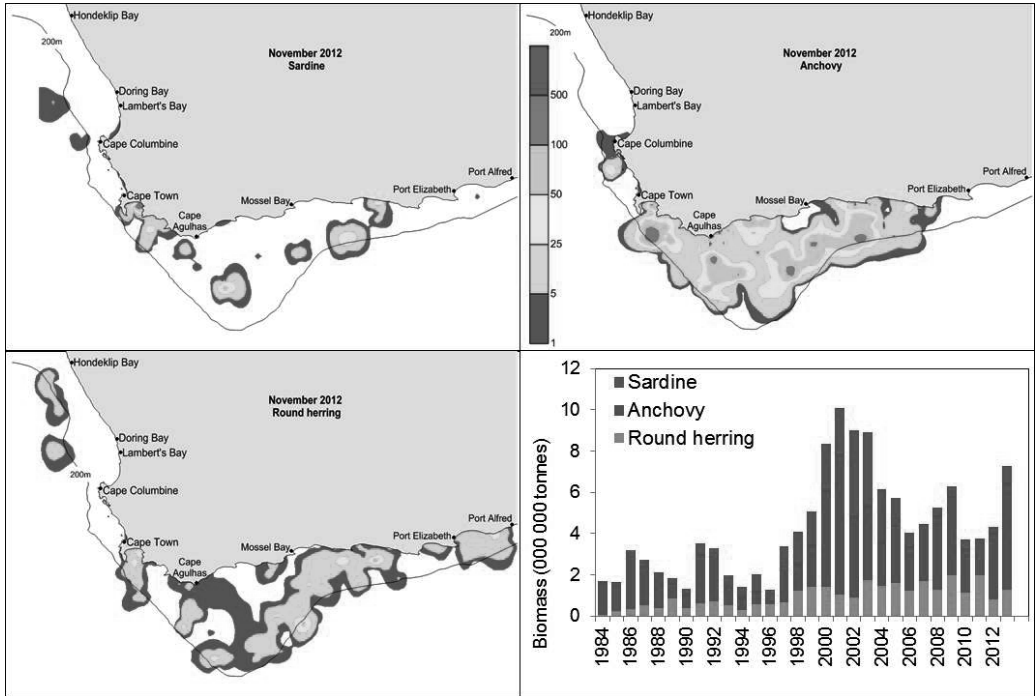 Hondeklip Bay
200m
November 2012
Sardine
Doring Bay
Lambert's Bay
Cape Columbine
Cape Town
Cape
Agulhas
Mossel Bay
Port Elizabeth
Port Alfred
Hondeklip Bay
200m
November 2012
Anchovy
500
100
50
25
5
1
Doring Bay
Lambert's Bay
Cape Columbine
Cape Town
Cape
Agulhas
Mossel Bay
Port Elizabeth
Port Alfred
Hondeklip Bay
November 2012
Round herring
Doring Bay
Lambert's Bay
200m
Cape Columbine
Cape Town
Cape
Agulhas
Mossel Bay
Port Elizabeth
Port Alfred
Biomass (000 000 tonnes)
12
10
8
6
4
2
0
Sardine
Anchovy
Round herring
1984
1986
1988
1990
1992
1994
1996
1998
2000
2002
2004
2006
2008
2010
2012